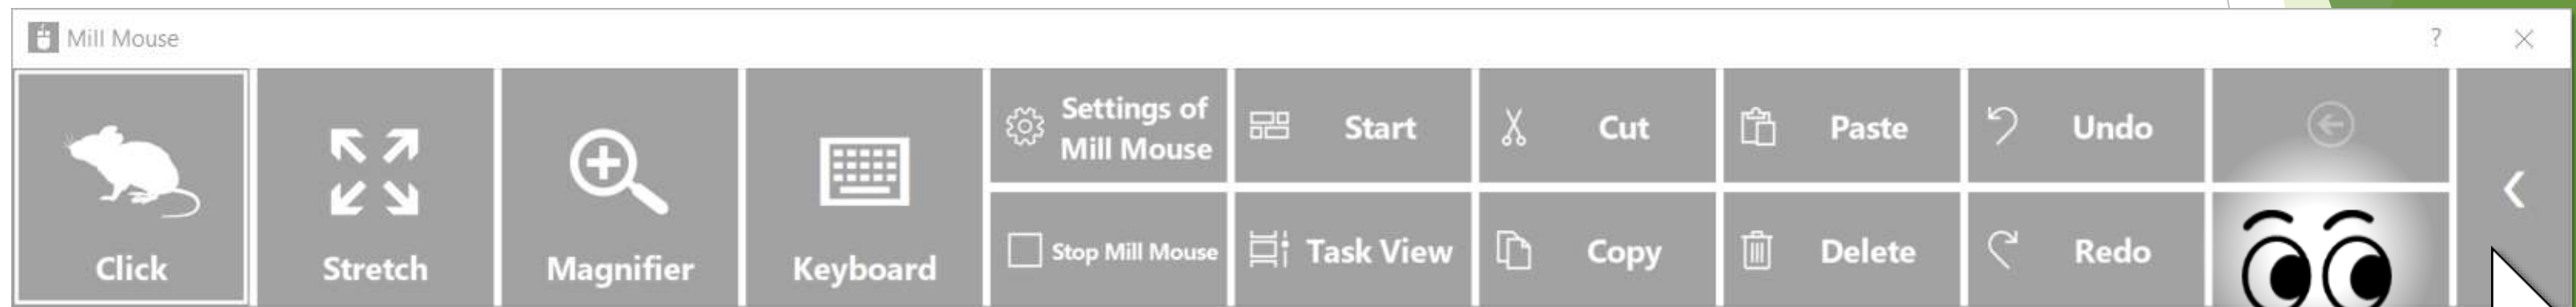 Mill Mouse
?
Click
Stretch
Magnifier
Keyboard
Settings of
Mill Mouse
Stop Mill Mouse
Start
Task View
Cut
Copy
Paste
Delete
Undo
Redo